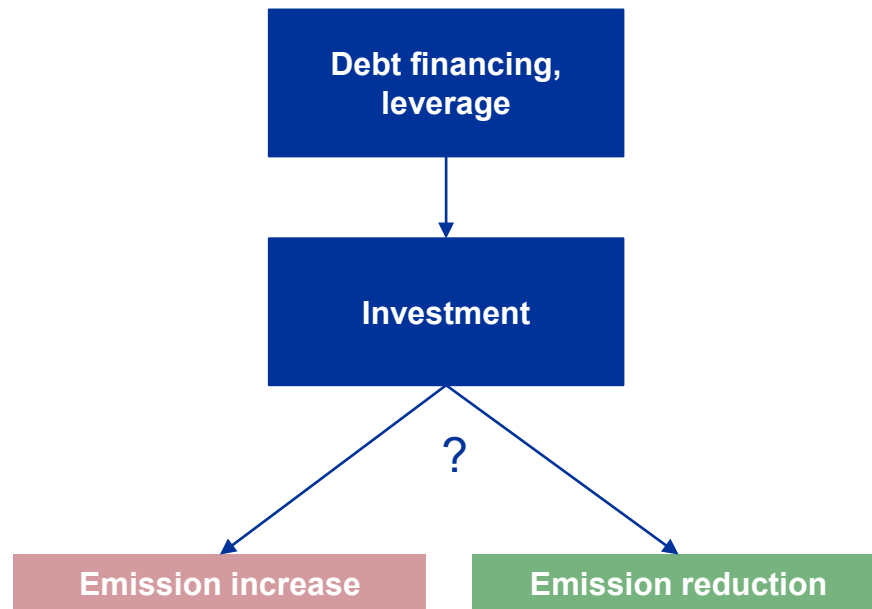 Debt financing,
leverage
Investment
?
Emission increase
Emission reduction